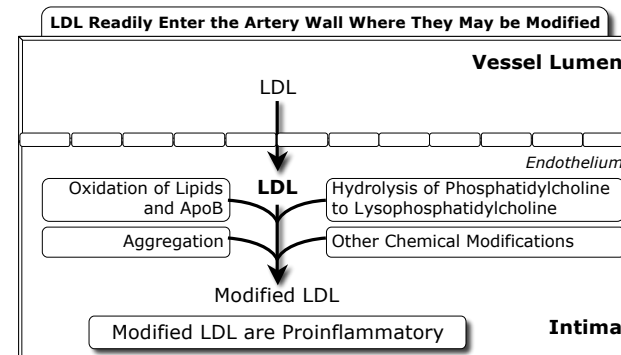 LDL Readily Enter the Artery Wall Where They May be Modified
Vessel Lumen
LDL
Endothelium
Oxidation of Lipids
and ApoB
LDL
Hydrolysis of Phosphatidylcholine
to Lysophosphatidylcholine
Aggregation
Other Chemical Modifications
Modified LDL
Modified LDL are Proinflammatory
Intima